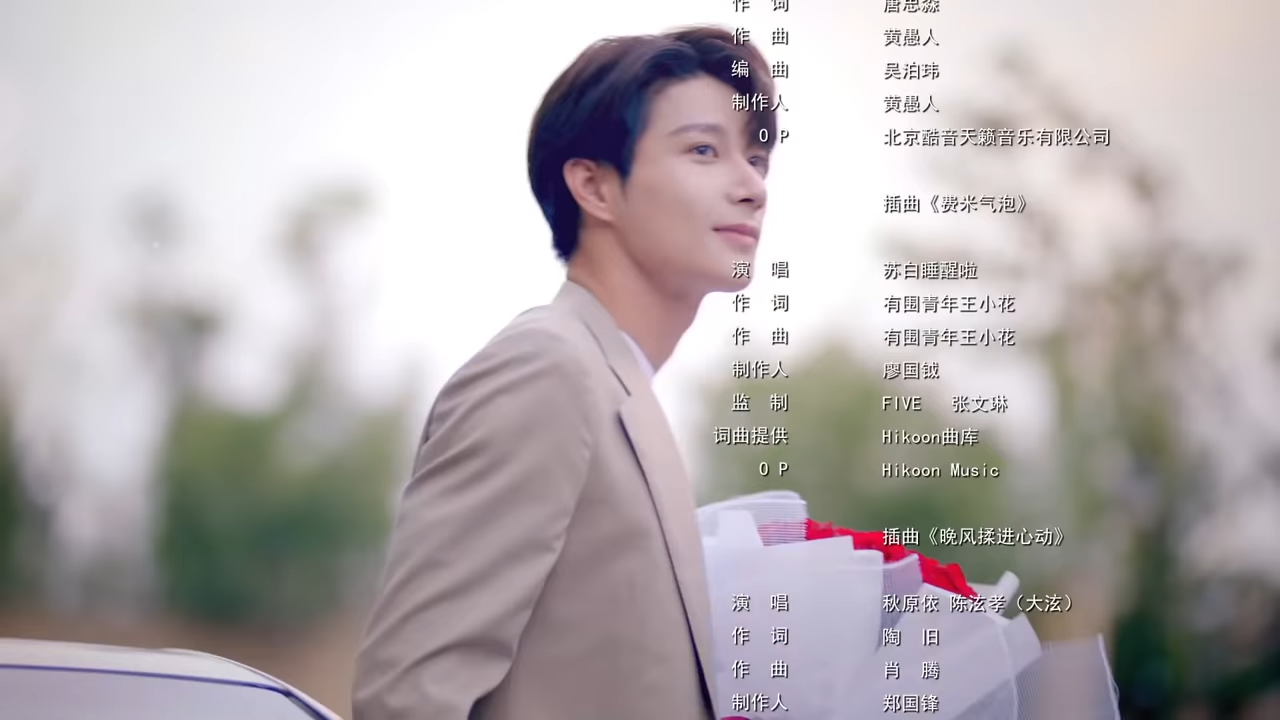 作 词 唐思淼
作 曲 黄愚人
编 曲 吴泊玮
制作人 黄愚人
O P 北京酷音天籁音乐有限公司
插曲《费米气泡》
演 唱 苏白睡醒啦
作 词 有围青年王小花
作 曲 有围青年王小花
制作人 廖国钺
监 制 FIVE 张文琳
词曲提供 Hikoon曲库
O P Hikoon Music
插曲《晚风揉进心动》
演 唱 秋原依 陈泫孝（大泫）
作 词 陶 旧
作 曲 肖 腾
制作人 郑国锋